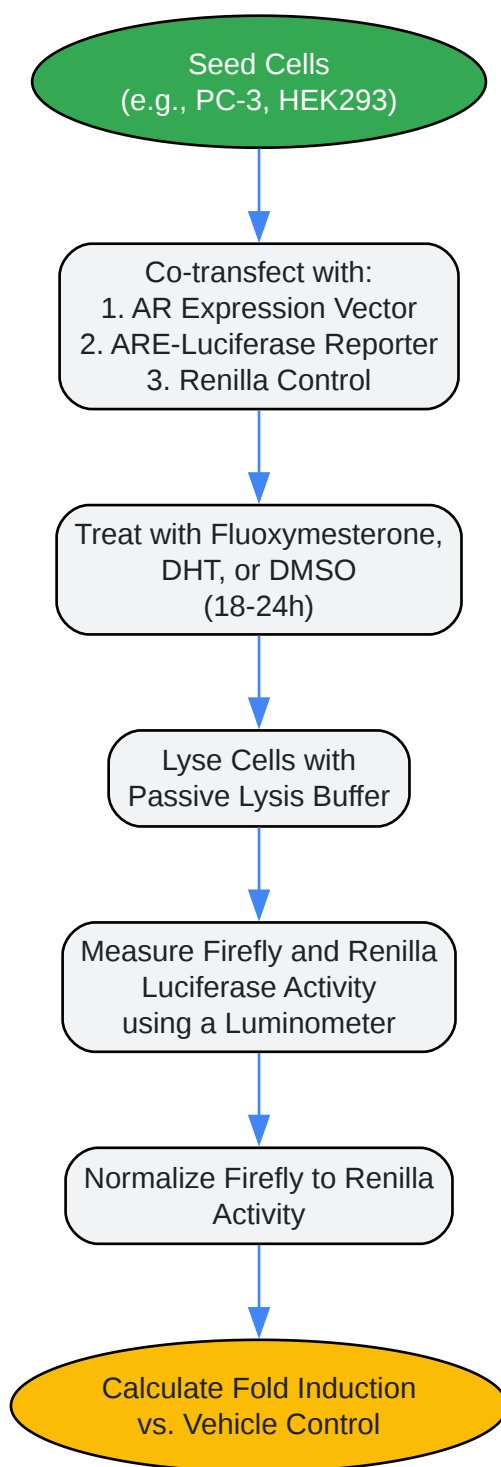 Seed Cells
(e.g., PC-3, HEK293)
Co-transfect with:
1. AR Expression Vector
2. ARE-Luciferase Reporter
3. Renilla Control
Treat with Fluoxymesterone,
DHT, or DMSO
(18-24h)
Lyse Cells with
Passive Lysis Buffer
Measure Firefly and Renilla
Luciferase Activity
using a Luminometer
Normalize Firefly to Renilla
Activity
Calculate Fold Induction
vs. Vehicle Control